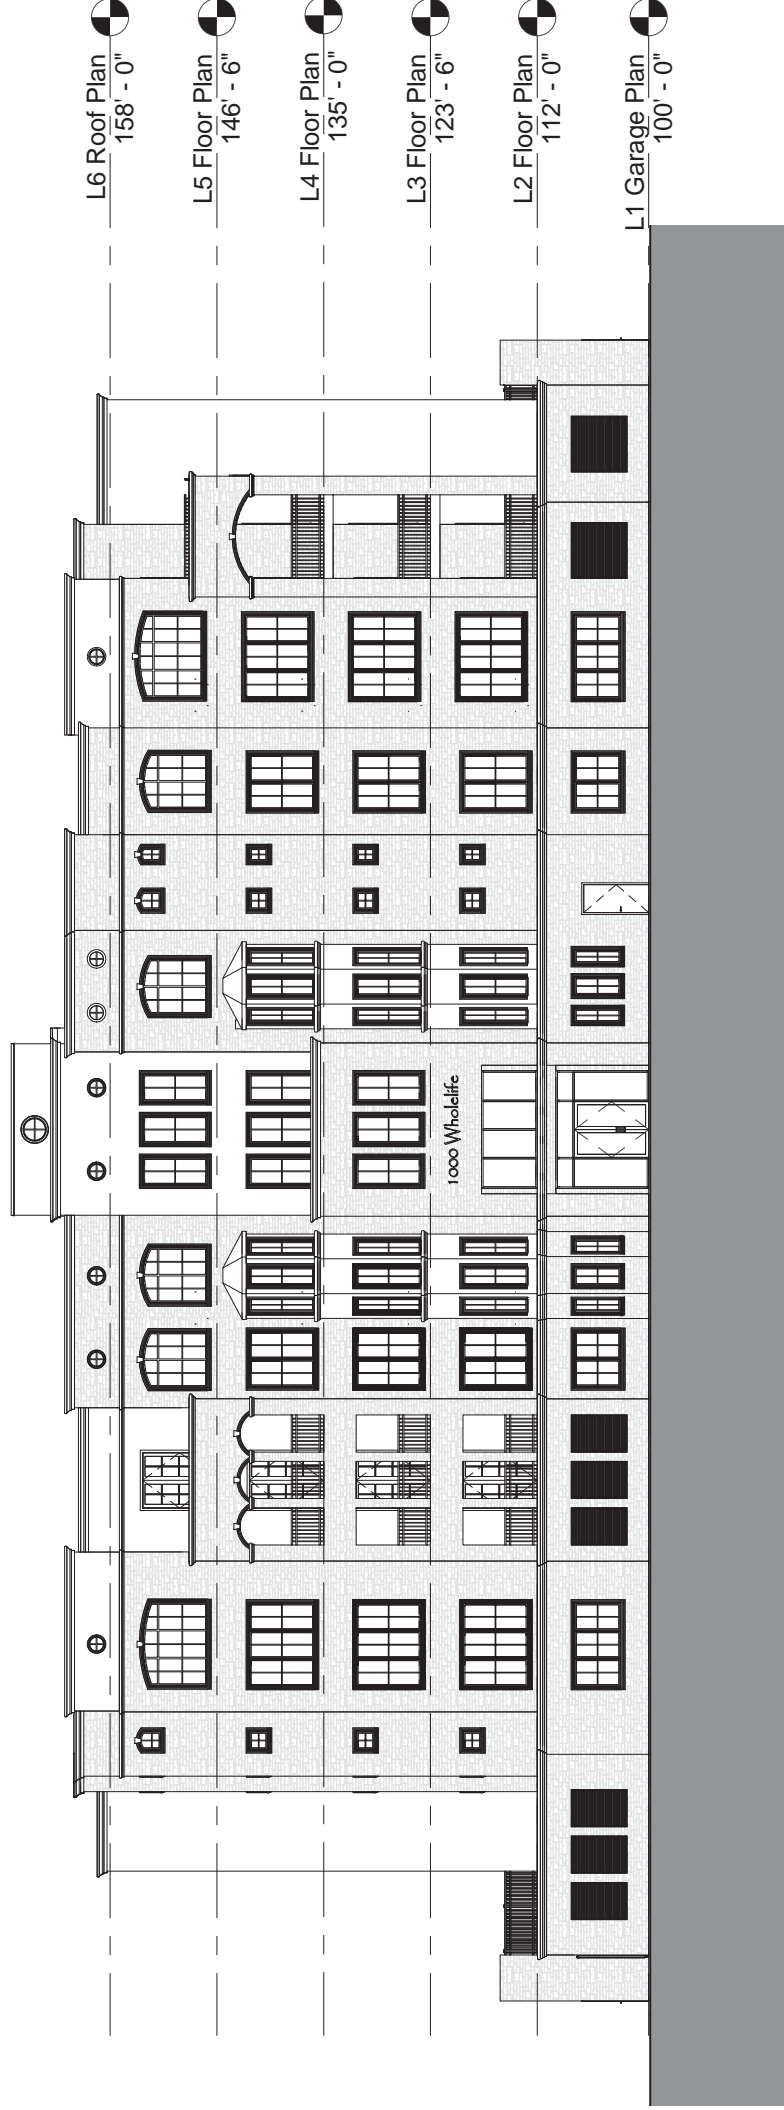 L6 Roof Plan
158' - 0"
L5 Floor Plan
146' - 6"
L4 Floor Plan
135' - 0"
L3 Floor Plan
123' - 6"
L2 Floor Plan
112' - 0"
L1 Garage Plan
100' - 0"
1000 Wholelife